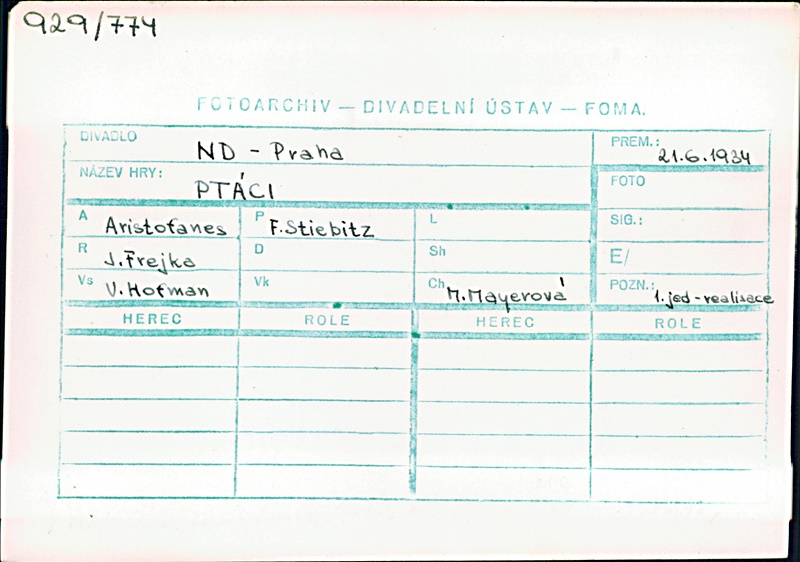 929/774
FOTOARCHIV — DIVADELNÍ ÚSTAV — FOMA.
DIVADLO ND - Praha PREM.: 21.6.1934
NÁZEV HRY: PTÁCI FOTO
A Aristofanes P F. Stiebitz L SIG.:
R J. Frejka D Sh E/
Vs V. Hofman Vk Ch M. Mayerová POZN.: 1. jed - realisace
HEREC ROLE HEREC ROLE